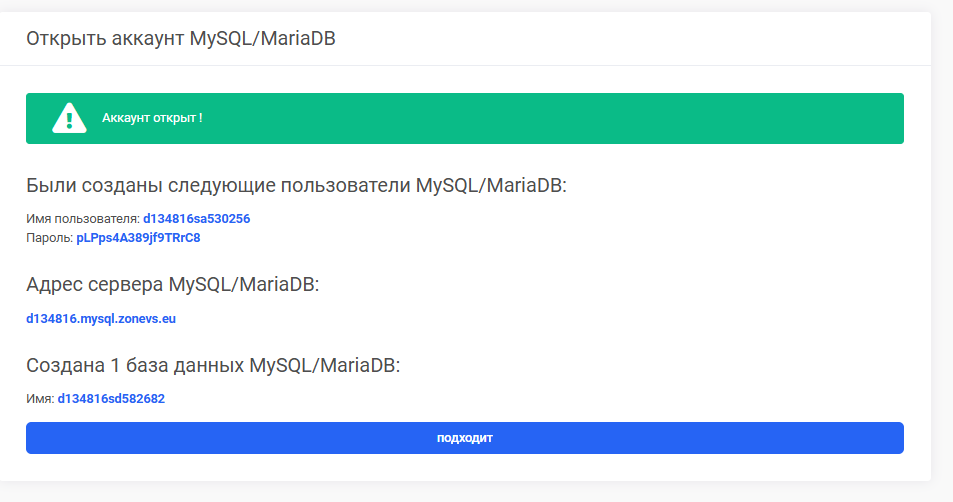 Открыть аккаунт MySQL/MariaDB
Аккаунт открыт !
Были созданы следующие пользователи MySQL/MariaDB:
Имя пользователя: d134816sa530256
Пароль: pLPps4A389jf9TRrC8
Адрес сервера MySQL/MariaDB:
d134816.mysql.zonevs.eu
Создана 1 база данных MySQL/MariaDB:
Имя: d134816sd582682
подходит